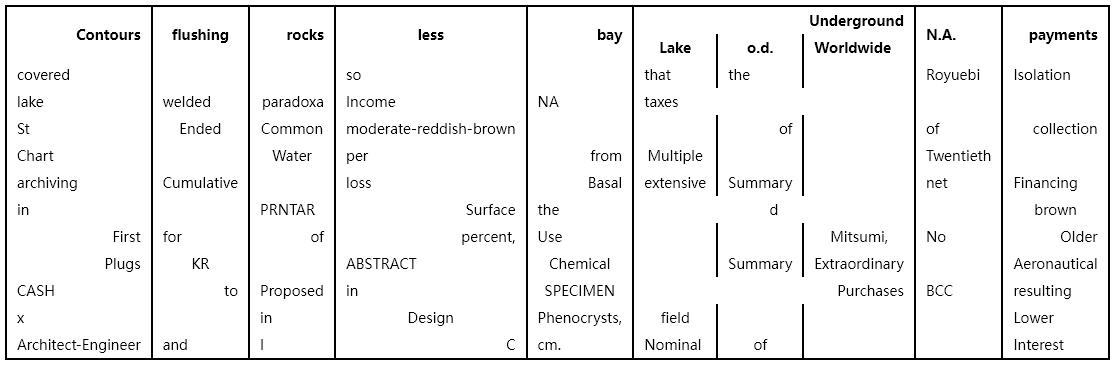 Contours flushing rocks less bay Underground N.A. payments
Lake o.d. Worldwide
covered so that the Royuebi Isolation
lake welded paradoxa Income NA taxes
St Ended Common moderate-reddish-brown of of collection
Chart Water per from Multiple Twentieth
archiving Cumulative loss Basal extensive Summary net Financing
in PRNTAR Surface the d brown
First for of percent, Use Mitsumi, No Older
Plugs KR ABSTRACT Chemical Summary Extraordinary Aeronautical
CASH to Proposed in SPECIMEN Purchases BCC resulting
x in Design Phenocrysts, field Lower
Architect-Engineer and I C cm. Nominal of Interest